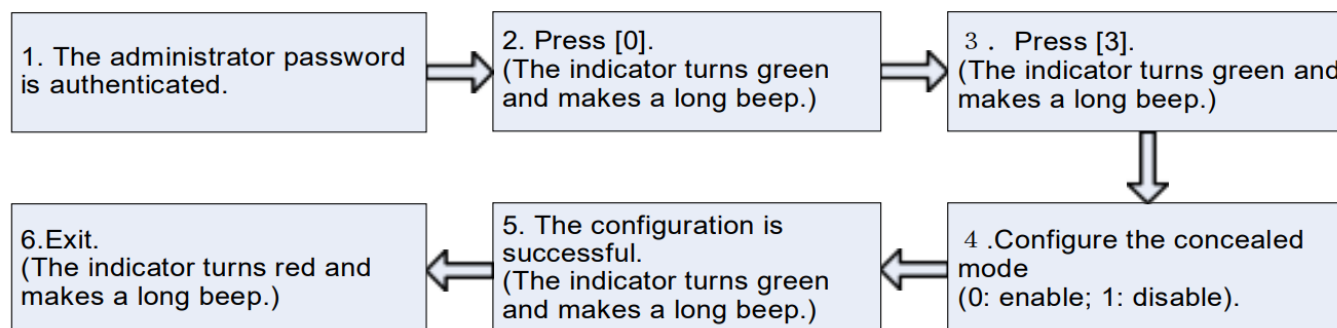 1. The administrator password
is authenticated.
2. Press [0].
(The indicator turns green
and makes a long beep.)
3． Press [3].
(The indicator turns green and
makes a long beep.)
4 .Configure the concealed
mode
(0: enable; 1: disable).
5. The configuration is
successful.
(The indicator turns green
and makes a long beep.)
6.Exit.
(The indicator turns red and
makes a long beep.)